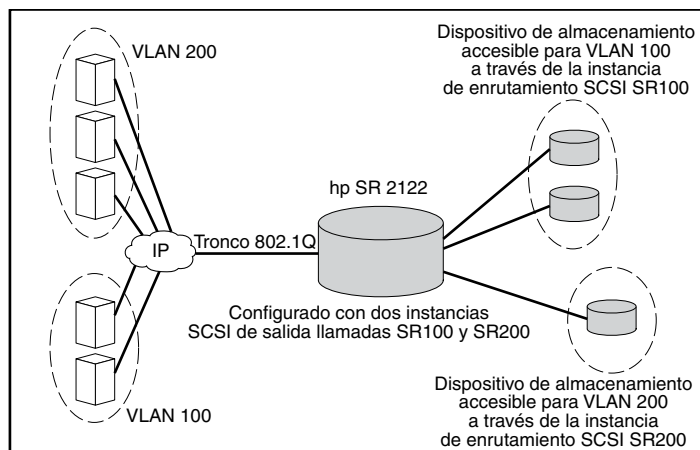 VLAN 200
Dispositivo de almacenamiento
accesible para VLAN 100
a través de la instancia
de enrutamiento SCSI SR100
hp SR 2122
IP
Tronco 802.1Q
Configurado con dos instancias
SCSI de salida llamadas SR100 y SR200
VLAN 100
Dispositivo de almacenamiento
accesible para VLAN 200
a través de la instancia
de enrutamiento SCSI SR200